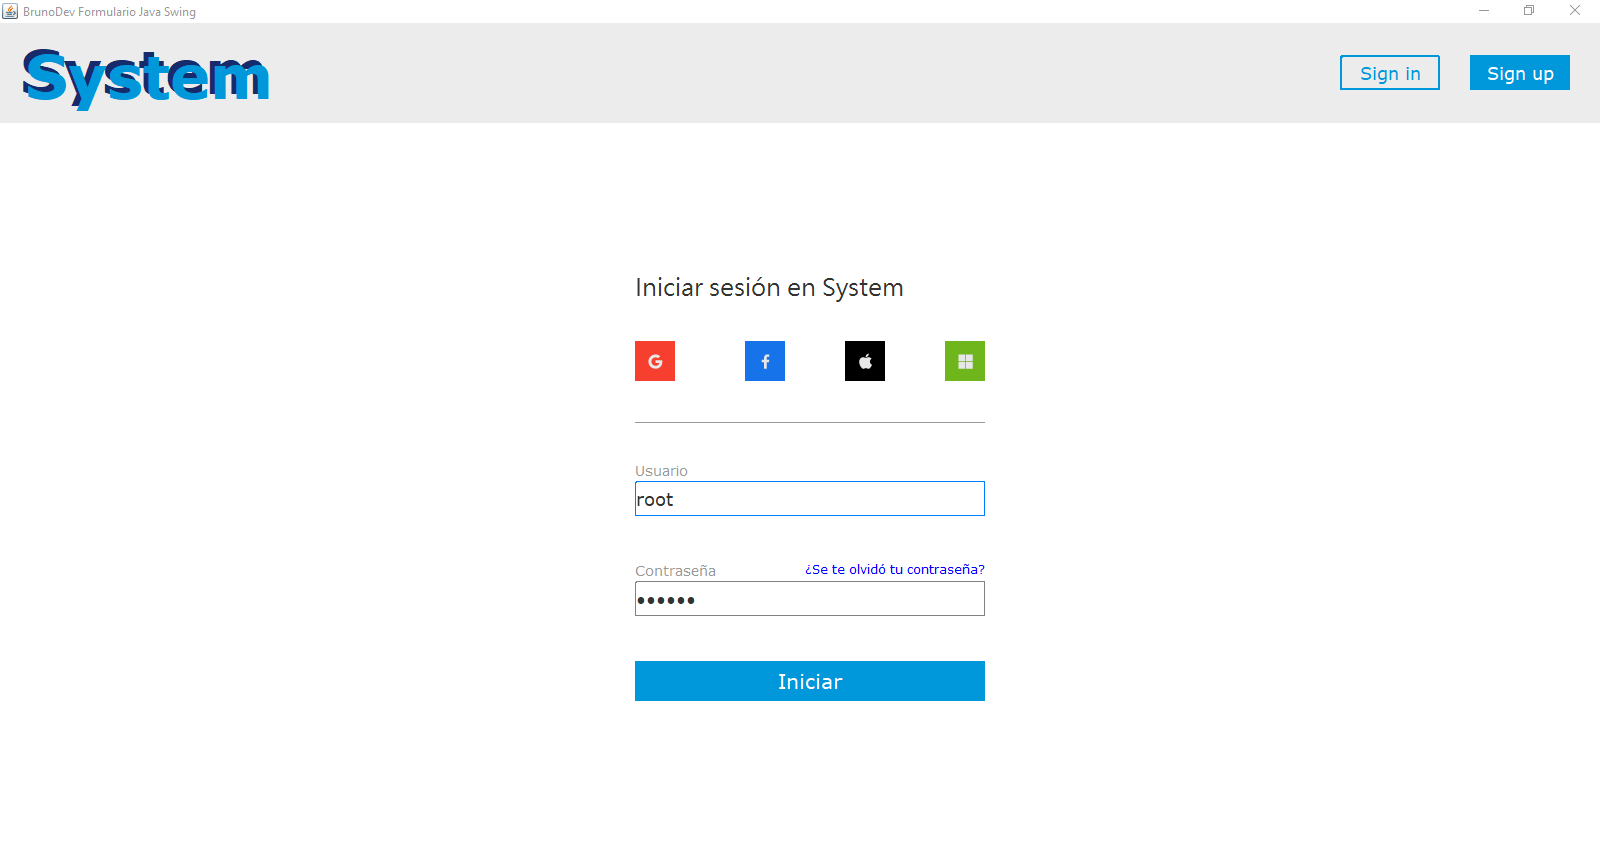 BrunoDev Formulario Java Swing
System
Sign in
Sign up
Iniciar sesión en System
Usuario
root
Contraseña
¿Se te olvidó tu contraseña?
••••••
Iniciar